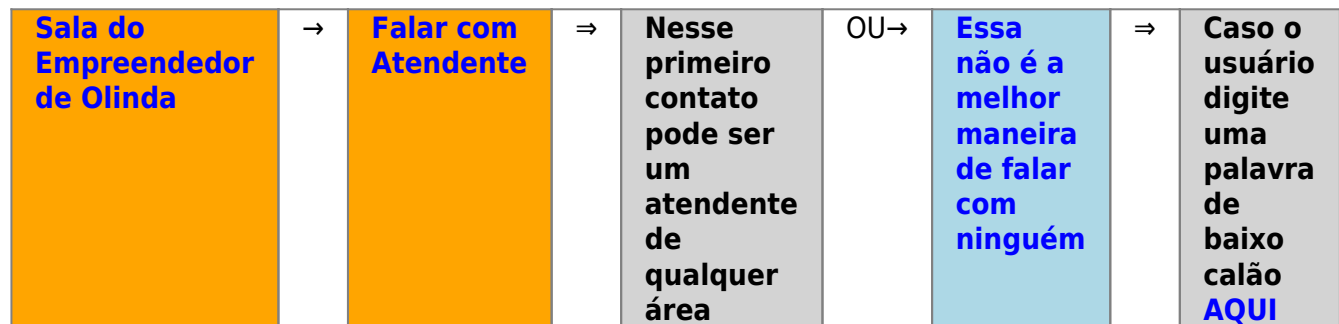 Sala do
Empreendedor
de Olinda
→
Falar com
Atendente
⇒
Nesse
primeiro
contato
pode ser
um
atendente
de
qualquer
área
OU→
Essa
não é a
melhor
maneira
de falar
com
ninguém
⇒
Caso o
usuário
digite
uma
palavra
de
baixo
calão
AQUI